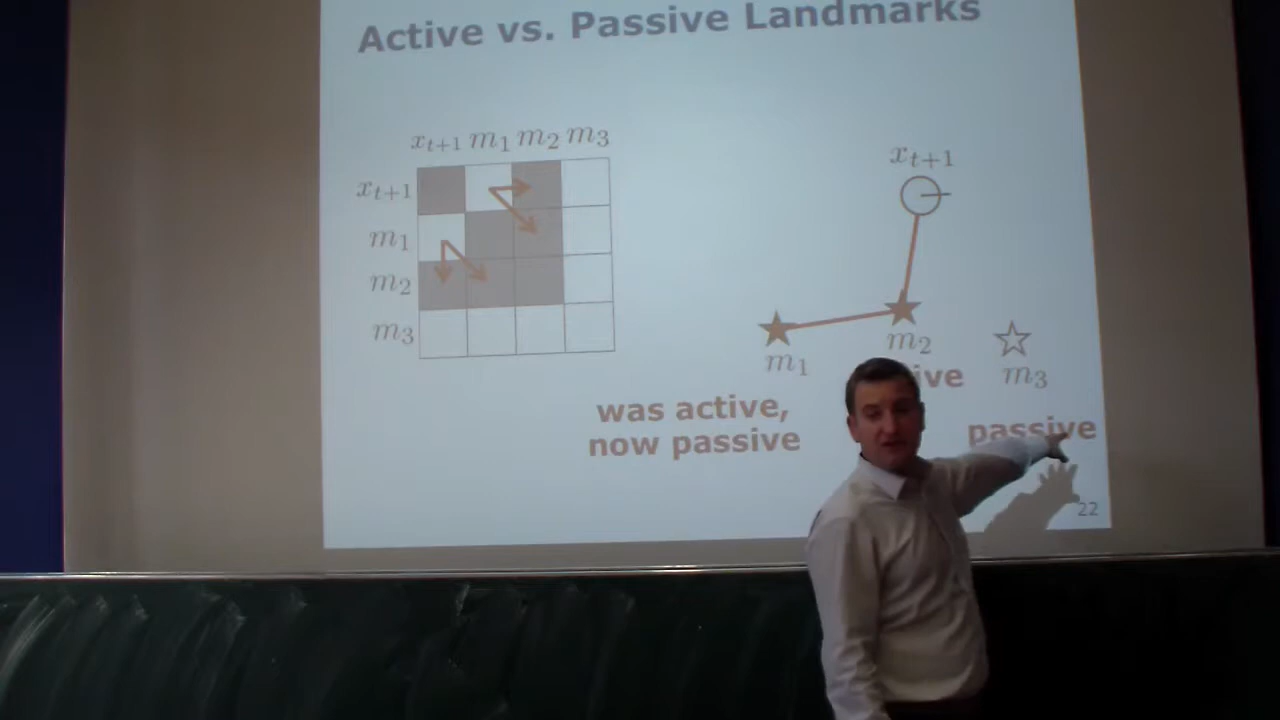 Active vs. Passive Landmarks
x_{t+1} m_1 m_2 m_3
x_{t+1}
m_1
m_2
m_3
x_{t+1}
m_1
m_2
m_3
ive
was active,
now passive
passive
22